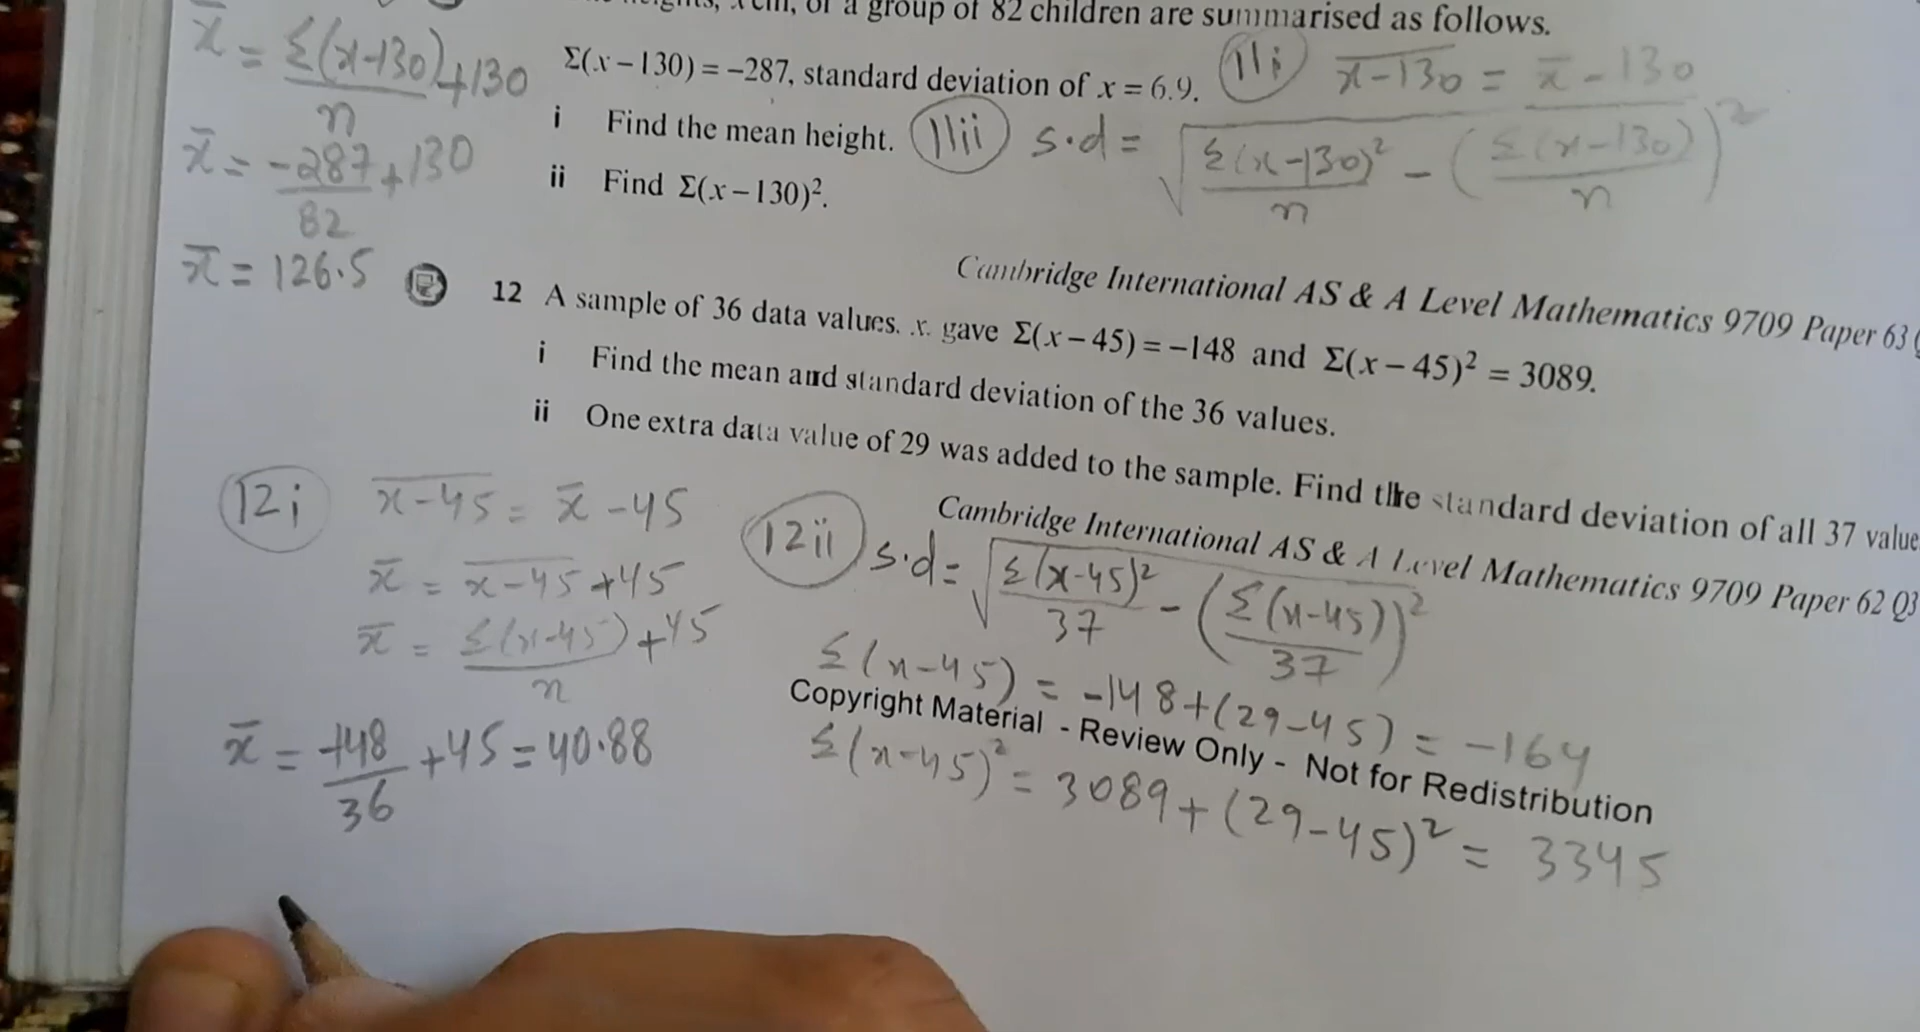 heights, x cm, of a group of 82 children are summarised as follows.
Σ(x − 130) = −287, standard deviation of x = 6.9.
i Find the mean height.
ii Find Σ(x − 130)².
x̄ = Σ(x-130)/n + 130
x̄ = -287/82 + 130
x̄ = 126.5
11i x-130‾ = x̄ - 130
11ii s.d = √(Σ(x-130)²/n - (Σ(x-130)/n)²)
Cambridge International AS & A Level Mathematics 9709 Paper 63
12 A sample of 36 data values, x, gave Σ(x − 45) = −148 and Σ(x − 45)² = 3089.
i Find the mean and standard deviation of the 36 values.
ii One extra data value of 29 was added to the sample. Find the standard deviation of all 37 value
Cambridge International AS & A Level Mathematics 9709 Paper 62 Q3
12i x-45‾ = x̄ - 45
x̄ = x-45‾ + 45
x̄ = Σ(x-45)/n + 45
x̄ = -148/36 + 45 = 40.88
12ii s.d = √(Σ(x-45)²/37 - (Σ(x-45)/37)²)
Σ(x-45) = -148+(29-45) = -164
Copyright Material - Review Only - Not for Redistribution
Σ(x-45)² = 3089+(29-45)² = 3345